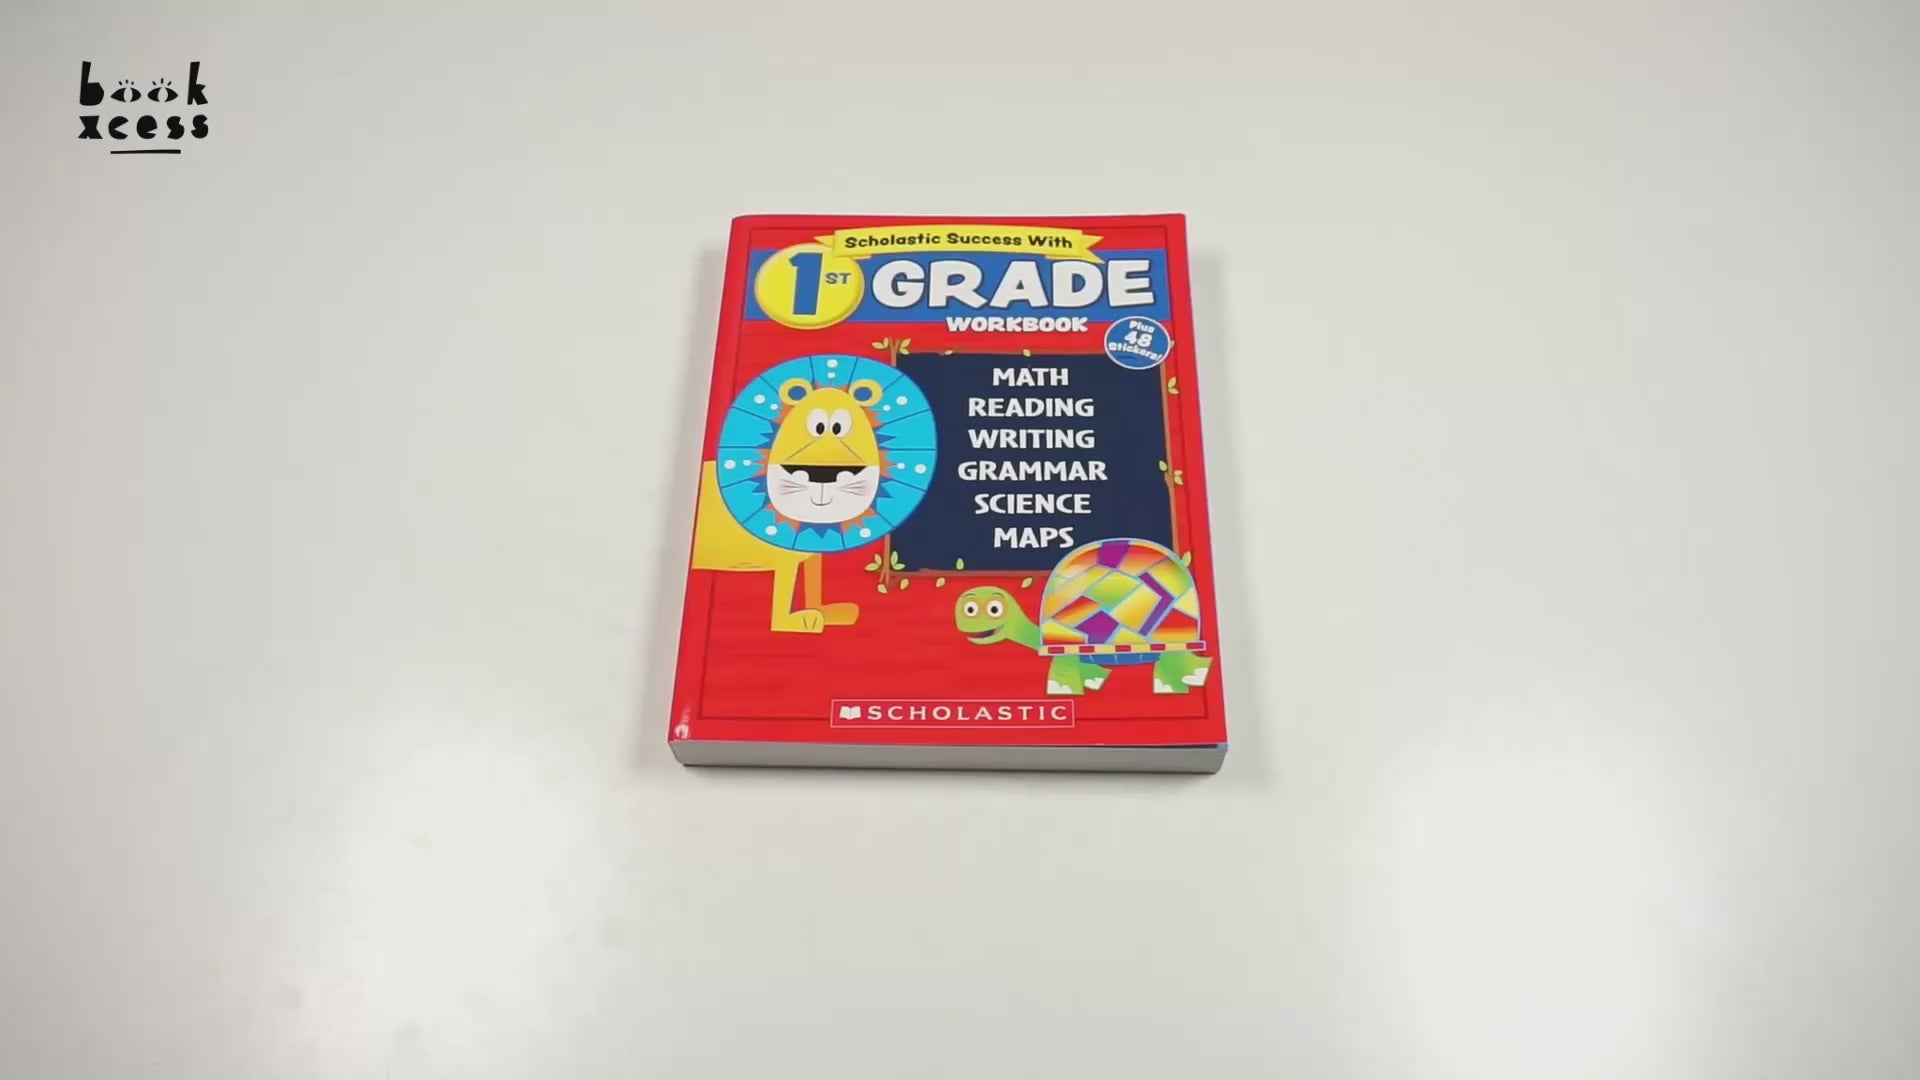 book
xcess
Scholastic Success With
1ST GRADE
WORKBOOK
Plus
48
Stickers!
MATH
READING
WRITING
GRAMMAR
SCIENCE
MAPS
SCHOLASTIC